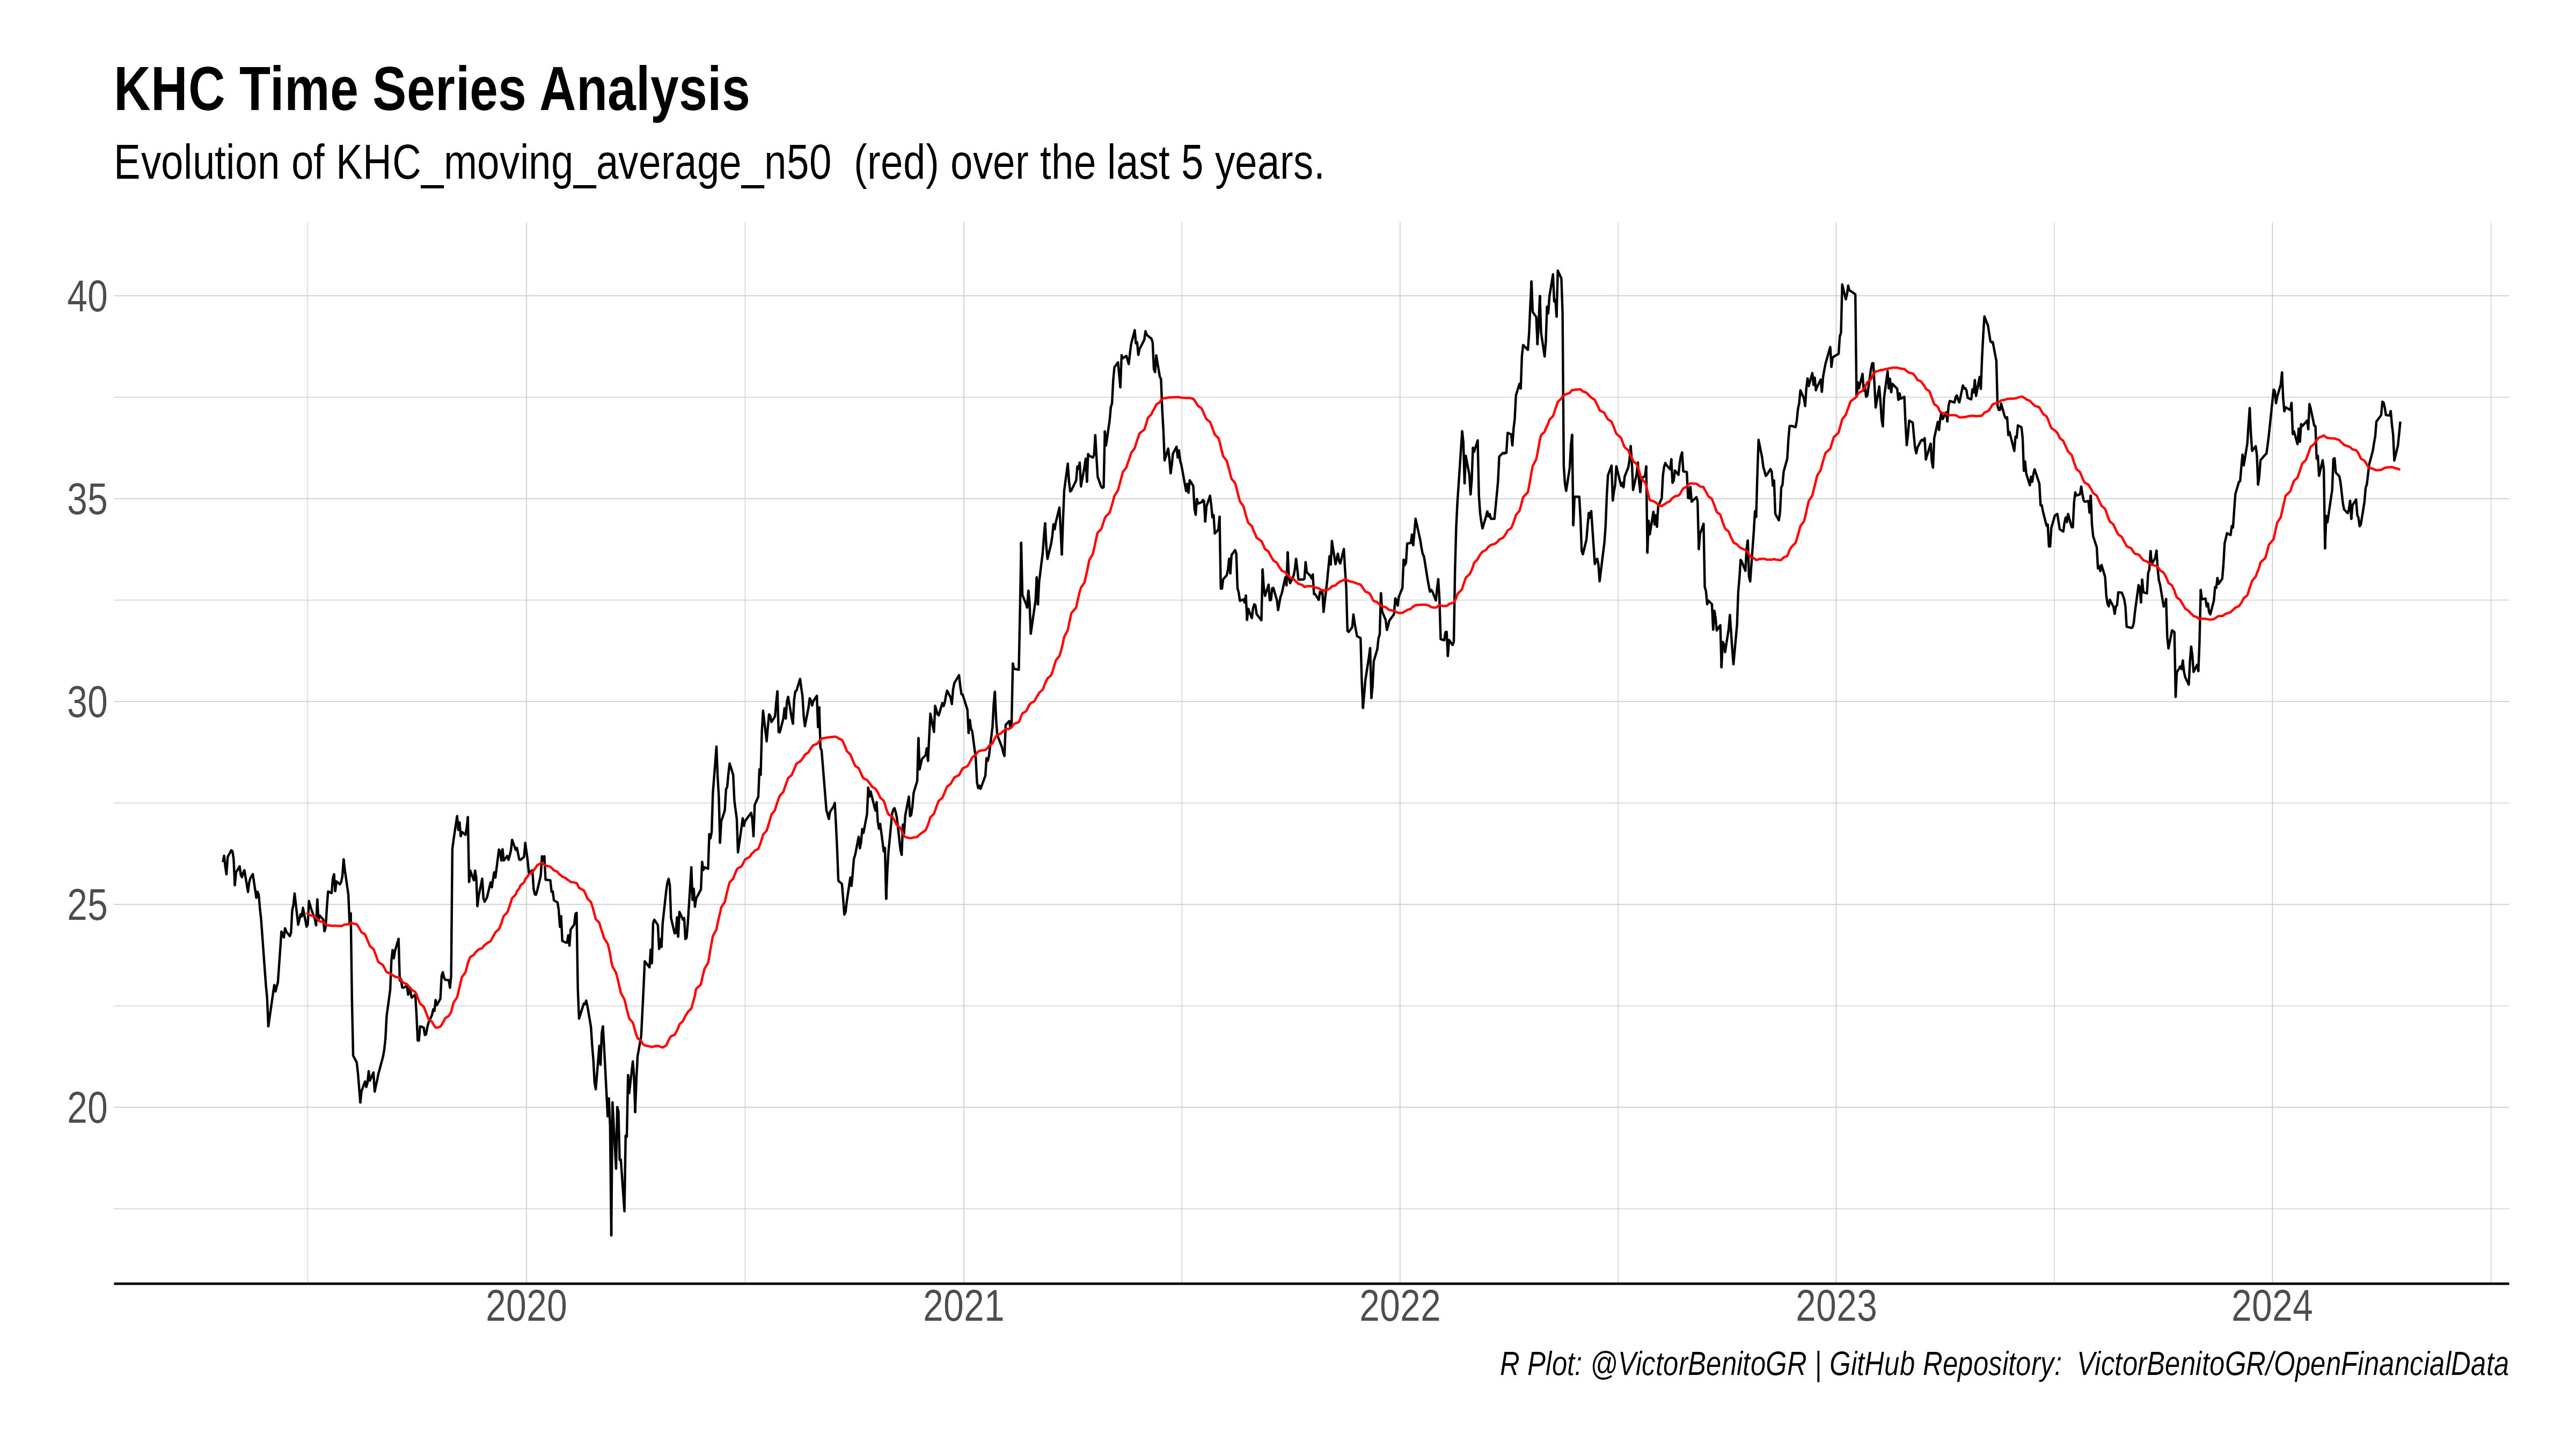 KHC Time Series Analysis
Evolution of KHC_moving_average_n50  (red) over the last 5 years.
40
35
30
25
20
2020 2021 2022 2023 2024
R Plot: @VictorBenitoGR | GitHub Repository:  VictorBenitoGR/OpenFinancialData